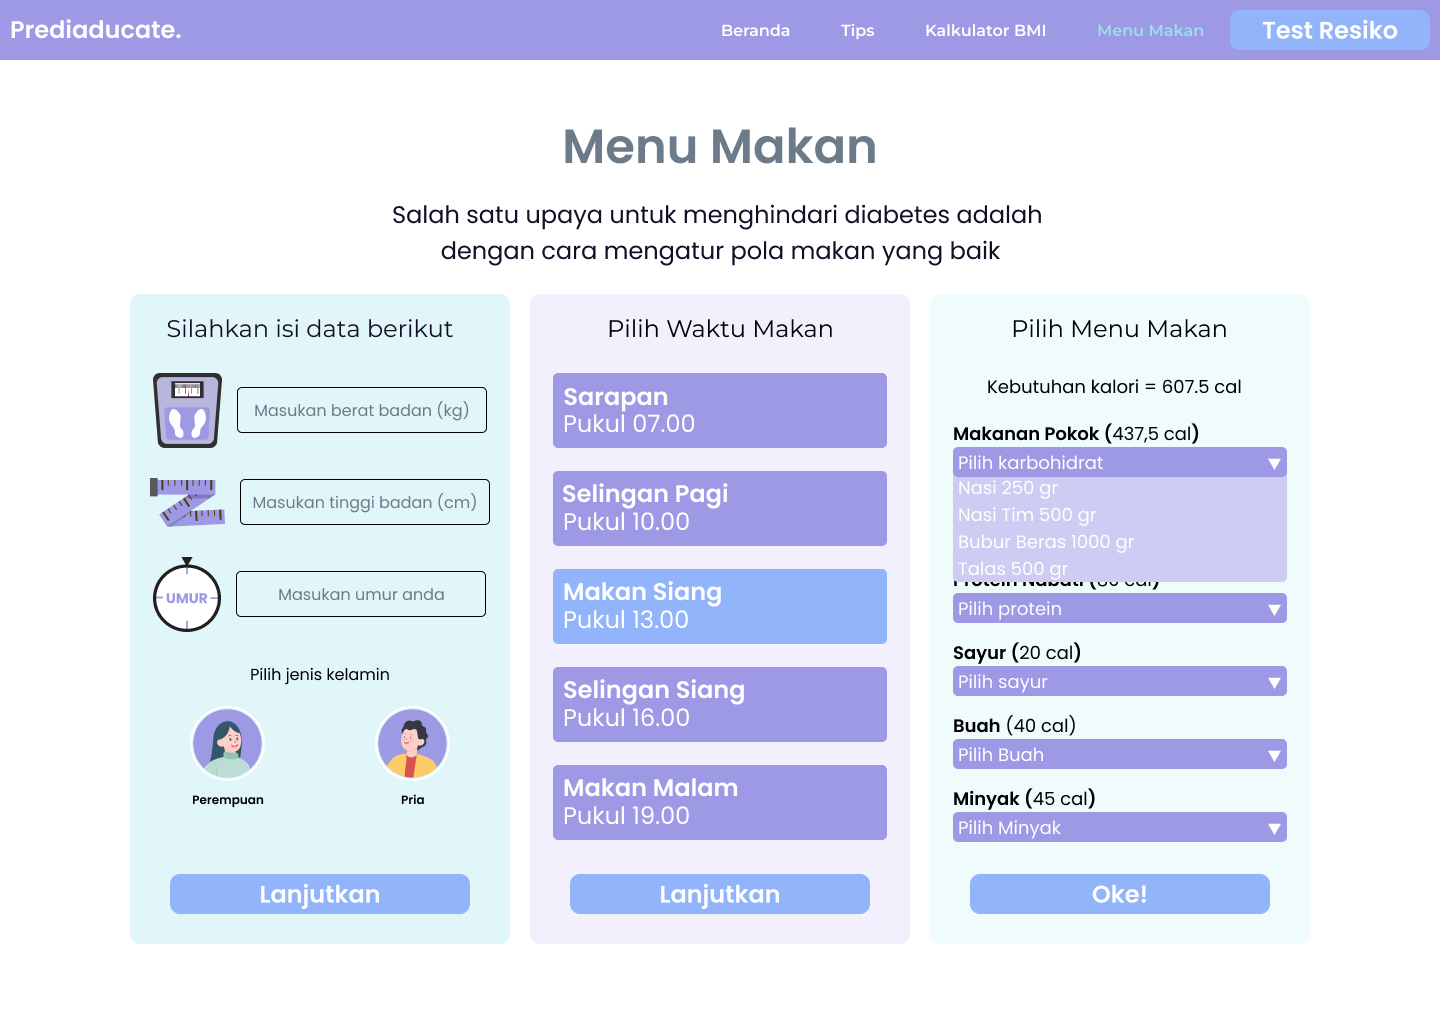 Prediaducate.
Beranda
Tips
Kalkulator BMI
Menu Makan
Test Resiko
Menu Makan
Salah satu upaya untuk menghindari diabetes adalah
dengan cara mengatur pola makan yang baik
Silahkan isi data berikut
Masukan berat badan (kg)
Masukan tinggi badan (cm)
UMUR
Masukan umur anda
Pilih jenis kelamin
Perempuan
Pria
Lanjutkan
Pilih Waktu Makan
Sarapan
Pukul 07.00
Selingan Pagi
Pukul 10.00
Makan Siang
Pukul 13.00
Selingan Siang
Pukul 16.00
Makan Malam
Pukul 19.00
Lanjutkan
Pilih Menu Makan
Kebutuhan kalori = 607.5 cal
Makanan Pokok (437,5 cal)
Pilih karbohidrat
Nasi 250 gr
Nasi Tim 500 gr
Bubur Beras 1000 gr
Talas 500 gr
Protein Nabati (80 cal)
Pilih protein
Sayur (20 cal)
Pilih sayur
Buah (40 cal)
Pilih Buah
Minyak (45 cal)
Pilih Minyak
Oke!